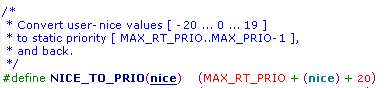 /*
* Convert user-nice values [ -20 ... 0 ... 19 ]
* to static priority [ MAX_RT_PRIO..MAX_PRIO-1 ],
* and back.
*/
#define NICE_TO_PRIO(nice) (MAX_RT_PRIO + (nice) + 20)